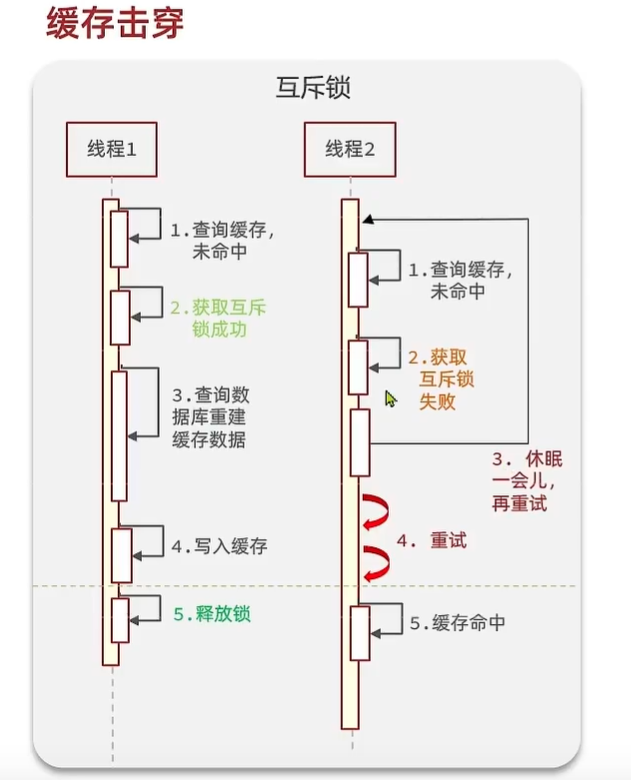 缓存击穿
互斥锁
线程1
线程2
1.查询缓存，
未命中
2.获取互斥
锁成功
3.查询数
据库重建
缓存数据
4.写入缓存
5.释放锁
1.查询缓存，
未命中
2.获取
互斥锁
失败
3. 休眠
一会儿，
再重试
4. 重试
5.缓存命中